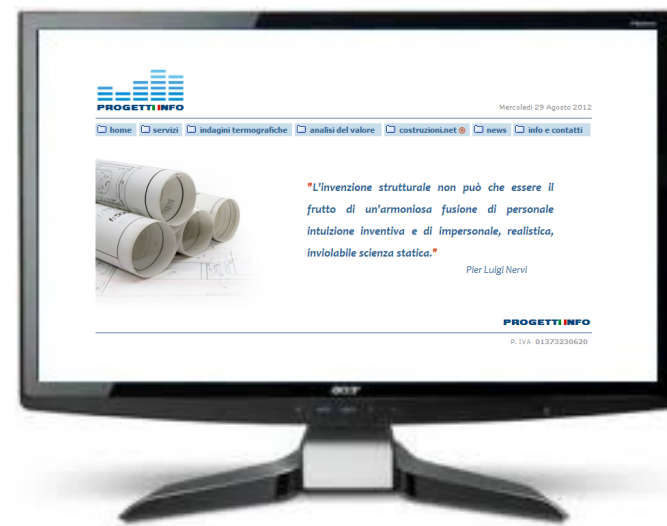 PROGETTI INFO
Mercoledì 29 Agosto 2012
home servizi indagini termografiche analisi del valore costruzioni.net news info e contatti
"L'invenzione strutturale non può che essere il
frutto di un'armoniosa fusione di personale
intuizione inventiva e di impersonale, realistica,
inviolabile scienza statica."
Pier Luigi Nervi
PROGETTI INFO
P. IVA 01373230620
acer